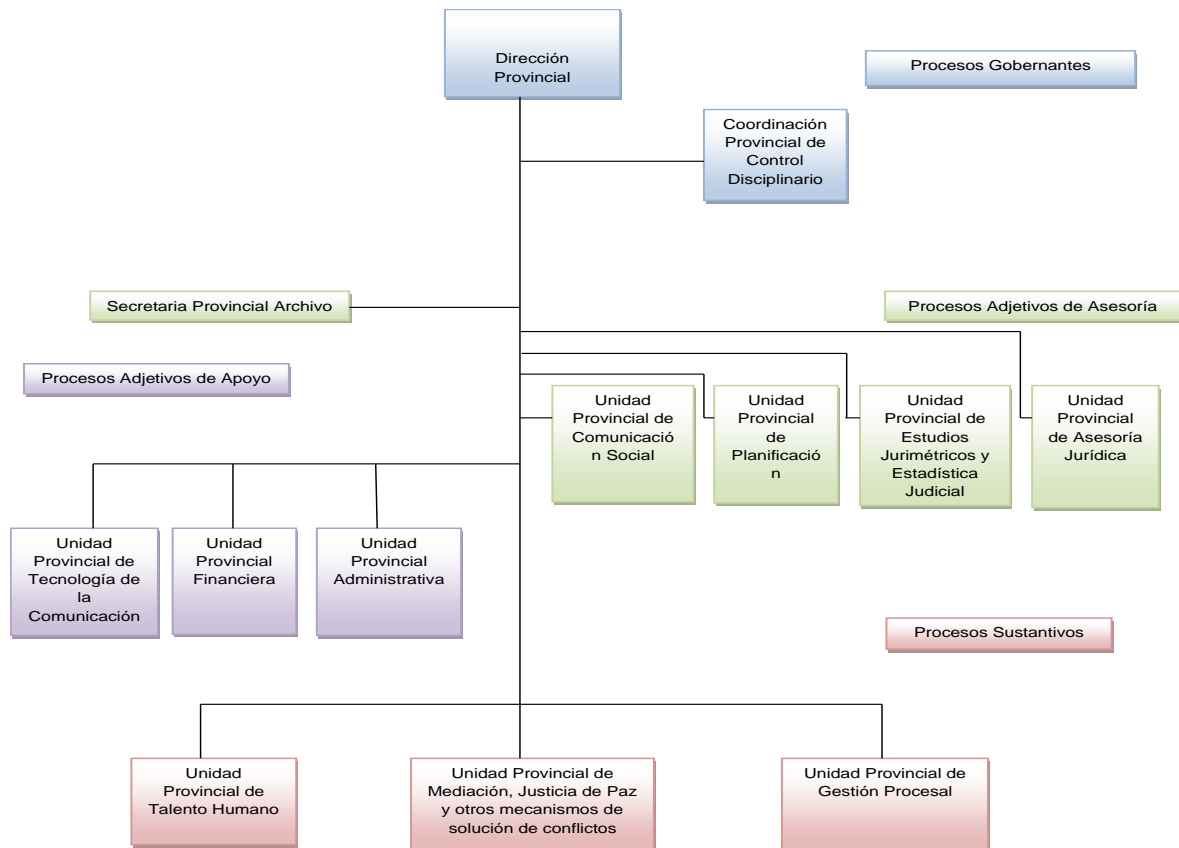 Dirección
Provincial
Procesos Gobernantes
Coordinación
Provincial de
Control
Disciplinario
Secretaria Provincial Archivo
Procesos Adjetivos de Asesoría
Procesos Adjetivos de Apoyo
Unidad
Provincial de
Comunicació
n Social
Unidad
Provincial
de
Planificació
n
Unidad
Provincial de
Estudios
Jurimétricos y
Estadística
Judicial
Unidad
Provincial
de Asesoría
Jurídica
Unidad
Provincial de
Tecnología de
la
Comunicación
Unidad
Provincial
Financiera
Unidad
Provincial
Administrativa
Procesos Sustantivos
Unidad
Provincial de
Talento Humano
Unidad Provincial de
Mediación, Justicia de Paz
y otros mecanismos de
solución de conflictos
Unidad Provincial de
Gestión Procesal